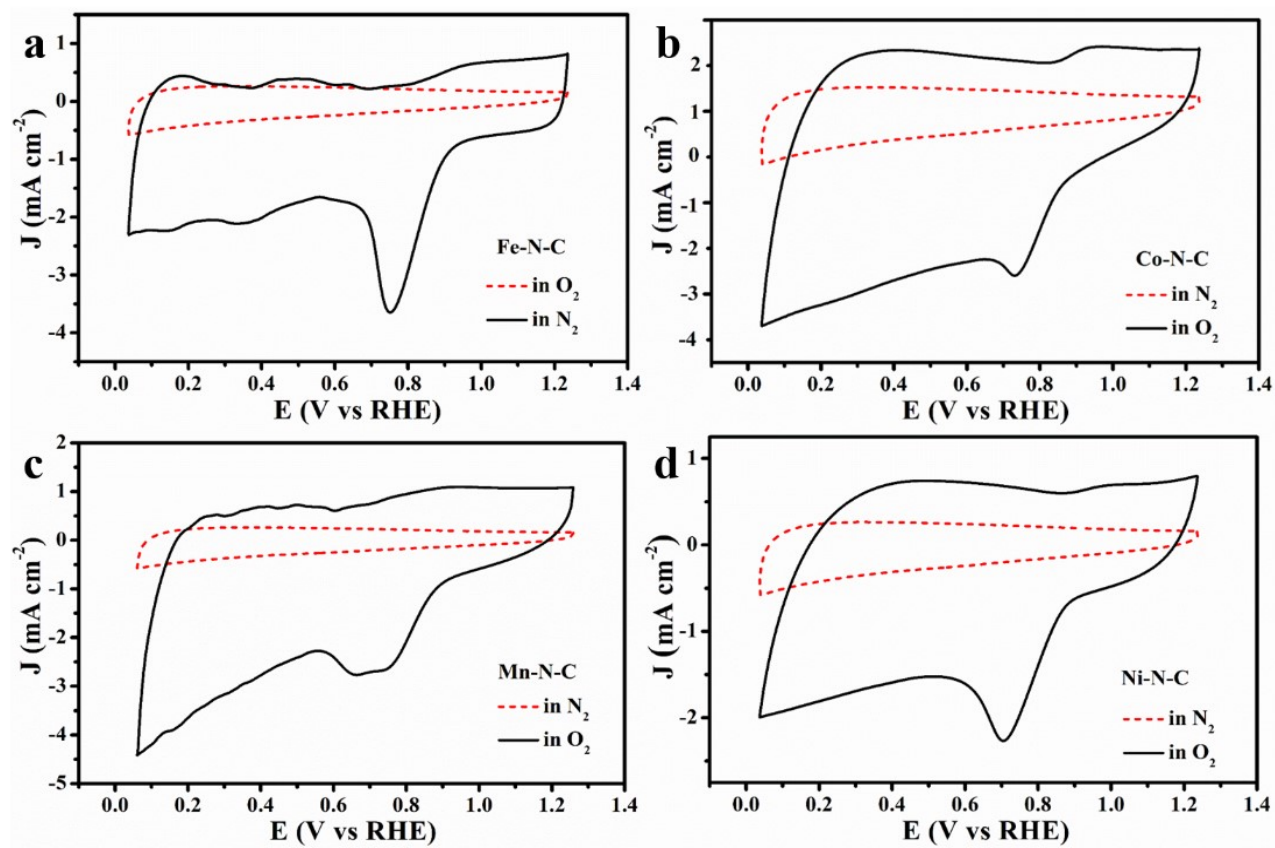 a
1
0
-1
-2
-3
-4
J (mA cm⁻²)
Fe-N-C
in O₂
in N₂
0.0 0.2 0.4 0.6 0.8 1.0 1.2 1.4
E (V vs RHE)
b
2
1
0
-1
-2
-3
-4
J (mA cm⁻²)
Co-N-C
in N₂
in O₂
0.0 0.2 0.4 0.6 0.8 1.0 1.2 1.4
E (V vs RHE)
c
2
1
0
-1
-2
-3
-4
-5
J (mA cm⁻²)
Mn-N-C
in N₂
in O₂
0.0 0.2 0.4 0.6 0.8 1.0 1.2 1.4
E (V vs RHE)
d
1
0
-1
-2
J (mA cm⁻²)
Ni-N-C
in N₂
in O₂
0.0 0.2 0.4 0.6 0.8 1.0 1.2 1.4
E (V vs RHE)